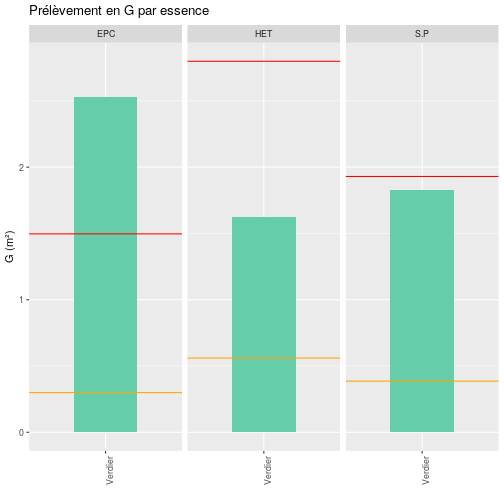 Prélèvement en G par essence
EPC HET S.P
G (m²)
2
1
0
Verdier Verdier Verdier